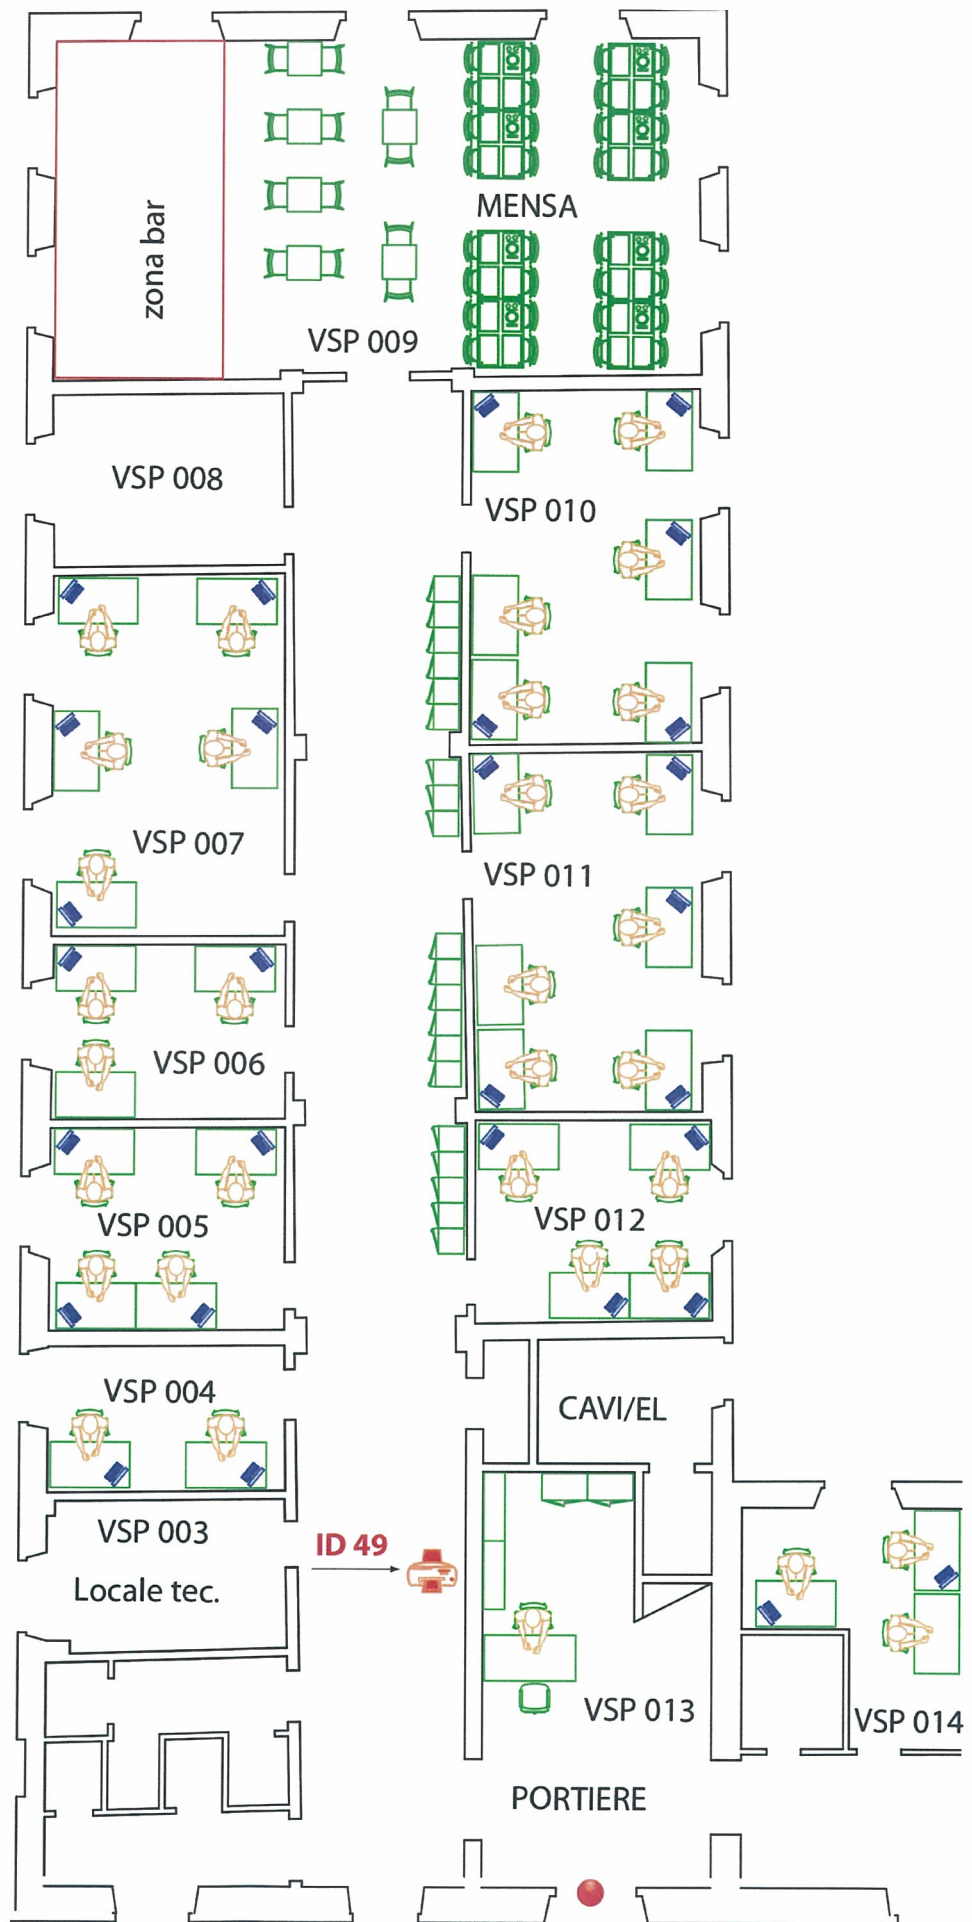 zona bar
MENSA
VSP 009
VSP 008
VSP 010
VSP 007
VSP 011
VSP 006
VSP 005
VSP 012
VSP 004
CAVI/EL
VSP 003
ID 49
Locale tec.
VSP 013
VSP 014
PORTIERE